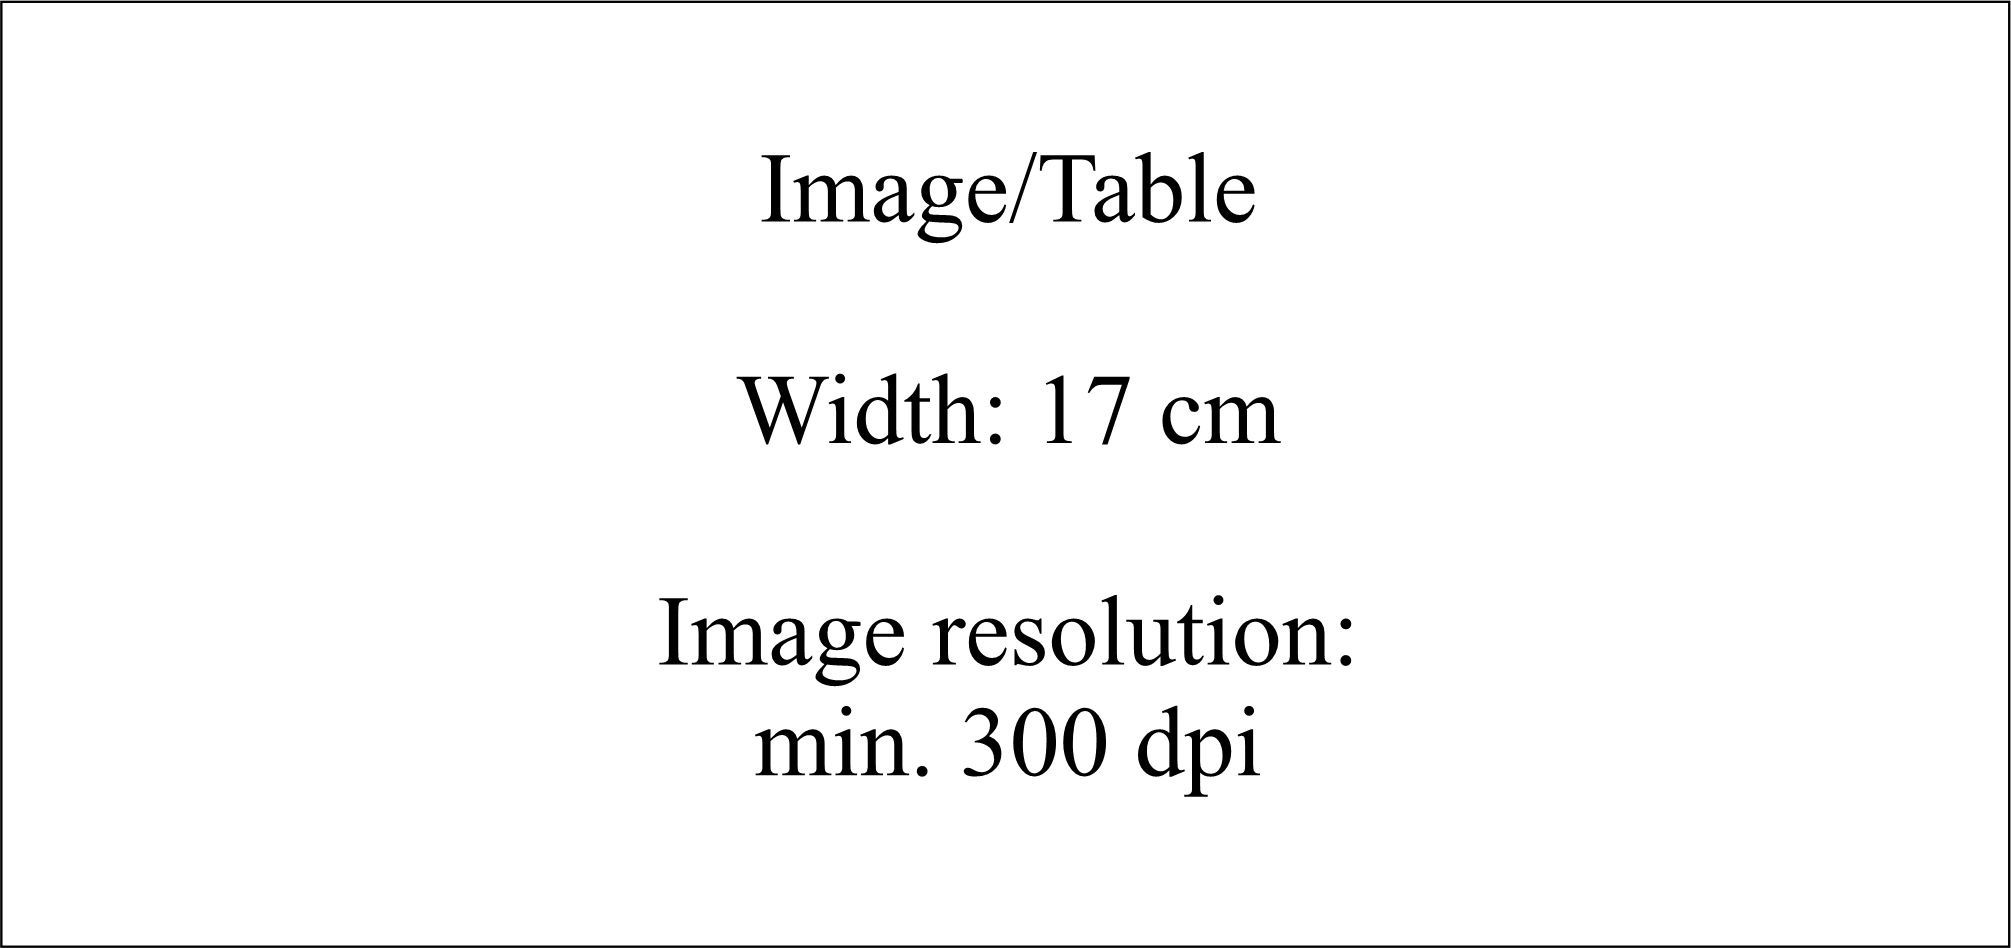 Image/Table
Width: 17 cm
Image resolution:
min. 300 dpi